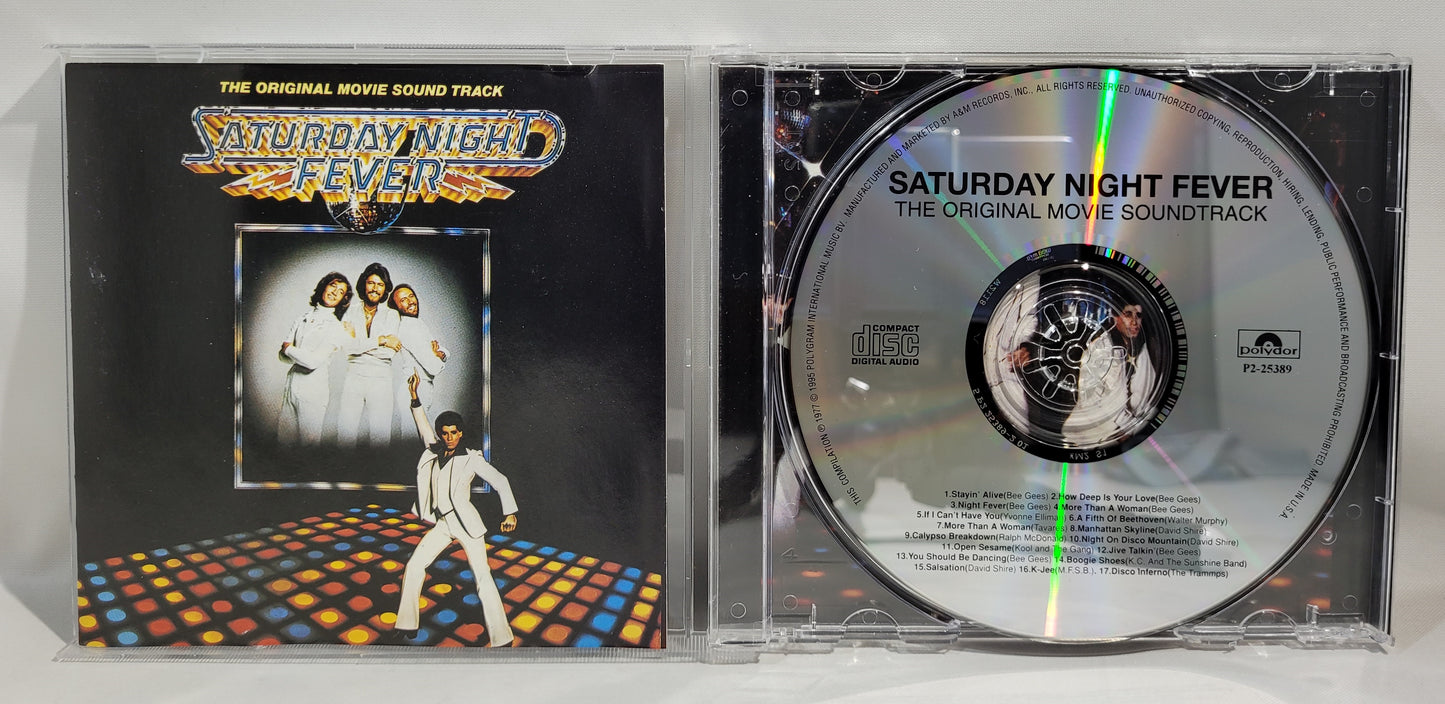 THE ORIGINAL MOVIE SOUND TRACK
SATURDAY NIGHT
FEVER
MANUFACTURED AND MARKETED BY A&M RECORDS, INC., ALL RIGHTS RESERVED. UNAUTHORIZED COPYING, REPRODUCTION, HIRING, LENDING, PUBLIC PERFORMANCE AND BROADCASTING PROHIBITED. MADE IN U.S.A.
THIS COMPILATION ℗ 1977 © 1995 POLYGRAM INTERNATIONAL MUSIC BV.
SATURDAY NIGHT FEVER
THE ORIGINAL MOVIE SOUNDTRACK
COMPACT
disc
DIGITAL AUDIO
polydor
P2-25389
1.Stayin' Alive(Bee Gees) 2.How Deep Is Your Love(Bee Gees)
3.Night Fever(Bee Gees) 4.More Than A Woman(Bee Gees)
5.If I Can't Have You(Yvonne Elliman) 6.A Fifth Of Beethoven(Walter Murphy)
7.More Than A Woman(Tavares) 8.Manhattan Skyline(David Shire)
9.Calypso Breakdown(Ralph McDonald) 10.Night On Disco Mountain(David Shire)
11.Open Sesame(Kool and The Gang) 12.Jive Talkin'(Bee Gees)
13.You Should Be Dancing(Bee Gees) 14.Boogie Shoes(K.C. And The Sunshine Band)
15.Salsation(David Shire) 16.K-Jee(M.F.S.B.). 17.Disco Inferno(The Trammps)